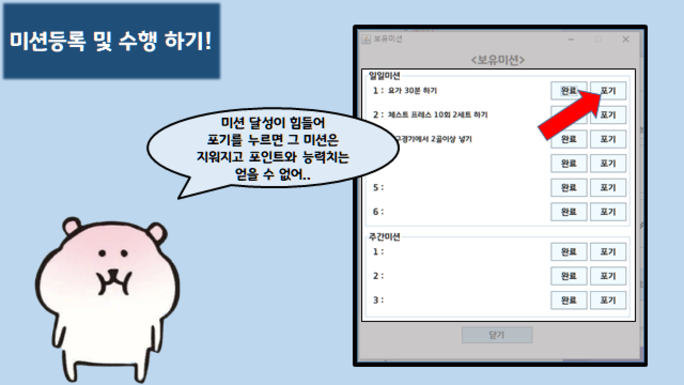 미션등록 및 수행 하기!
보유미션
<보유미션>
일일미션
1 : 요가 30분 하기 완료 포기
2 : 체스트 프레스 10회 2세트 하기 완료 포기
구경기에서 2골이상 넣기 완료 포기
완료 포기
5 : 완료 포기
6 : 완료 포기
주간미션
1 : 완료 포기
2 : 완료 포기
3 : 완료 포기
닫기
미션 달성이 힘들어
포기를 누르면 그 미션은
지워지고 포인트와 능력치는
얻을 수 없어..